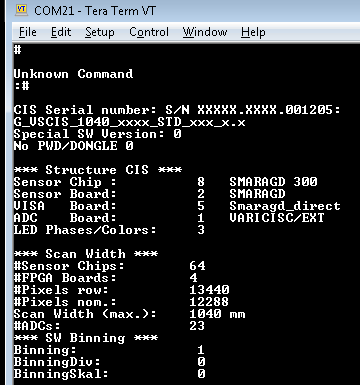 COM21 - Tera Term VT
File Edit Setup Control Window Help
#
Unknown Command
:#
CIS Serial number: S/N XXXXX.XXXX.001205:
G_VSCIS_1040_xxxx_STD_xxx_x.x
Special SW Version: 0
No PWD/DONGLE 0
*** Structure CIS ***
Sensor Chip : 8 SMARAGD 300
Sensor Board: 2 SMARAGD
VISA Board: 5 Smaragd_direct
ADC Board: 1 VARICISC/EXT
LED Phases/Colors: 3
*** Scan Width ***
#Sensor Chips: 64
#FPGA Boards: 4
#Pixels row: 13440
#Pixels nom.: 12288
Scan Width (max.): 1040 mm
#ADCs: 23
*** SW Binning ***
Binning: 1
BinningDiv: 0
BinningSkal: 0